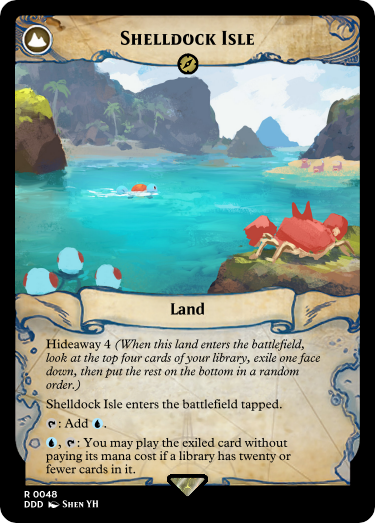 Shelldock Isle
Land
Hideaway 4 (When this land enters the battlefield,
look at the top four cards of your library, exile one face
down, then put the rest on the bottom in a random
order.)
Shelldock Isle enters the battlefield tapped.
: Add .
, : You may play the exiled card without
paying its mana cost if a library has twenty or
fewer cards in it.
R 0048
DDD Shen YH